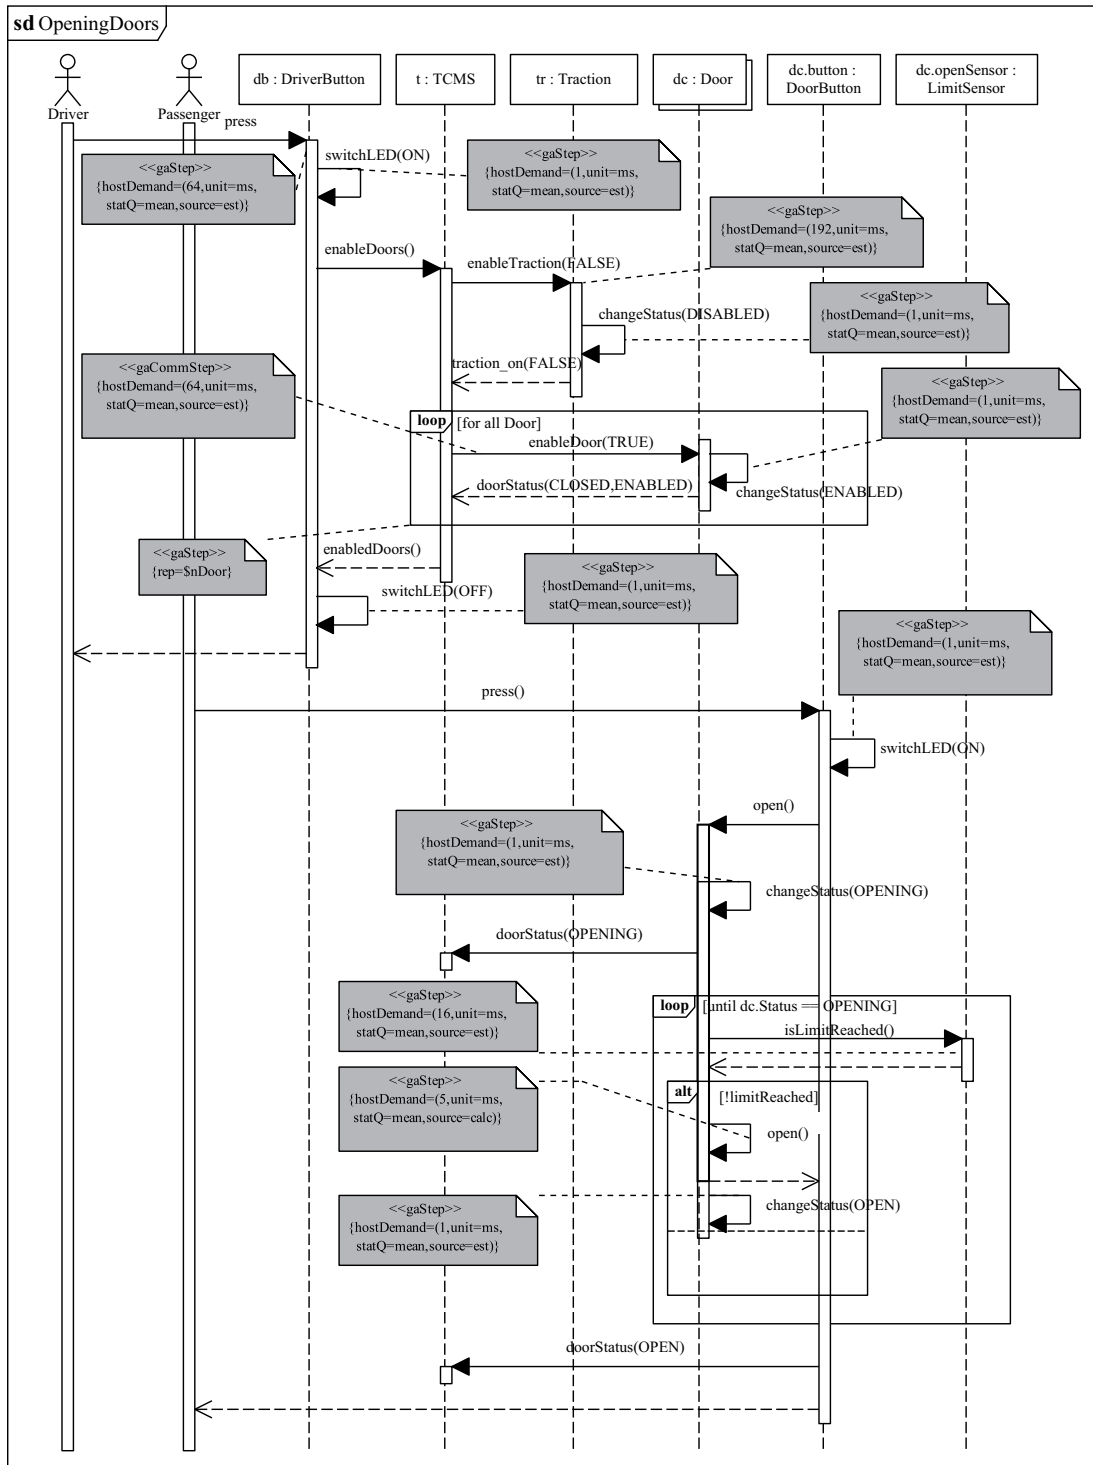 sd OpeningDoors
Driver
Passenger
db : DriverButton
t : TCMS
tr : Traction
dc : Door
dc.button :
DoorButton
dc.openSensor :
LimitSensor
press
<<gaStep>>
{hostDemand=(64,unit=ms,
statQ=mean,source=est)}
switchLED(ON)
<<gaStep>>
{hostDemand=(1,unit=ms,
statQ=mean,source=est)}
<<gaStep>>
{hostDemand=(192,unit=ms,
statQ=mean,source=est)}
enableDoors()
enableTraction(FALSE)
<<gaStep>>
{hostDemand=(1,unit=ms,
statQ=mean,source=est)}
changeStatus(DISABLED)
<<gaCommStep>>
{hostDemand=(64,unit=ms,
statQ=mean,source=est)}
traction_on(FALSE)
<<gaStep>>
{hostDemand=(1,unit=ms,
statQ=mean,source=est)}
loop
[for all Door]
enableDoor(TRUE)
doorStatus(CLOSED,ENABLED)
changeStatus(ENABLED)
<<gaStep>>
{rep=$nDoor}
enabledDoors()
<<gaStep>>
{hostDemand=(1,unit=ms,
statQ=mean,source=est)}
switchLED(OFF)
<<gaStep>>
{hostDemand=(1,unit=ms,
statQ=mean,source=est)}
press()
switchLED(ON)
open()
<<gaStep>>
{hostDemand=(1,unit=ms,
statQ=mean,source=est)}
changeStatus(OPENING)
doorStatus(OPENING)
<<gaStep>>
{hostDemand=(16,unit=ms,
statQ=mean,source=est)}
loop
[until dc.Status == OPENING]
isLimitReached()
<<gaStep>>
{hostDemand=(5,unit=ms,
statQ=mean,source=calc)}
alt
[!limitReached]
open()
<<gaStep>>
{hostDemand=(1,unit=ms,
statQ=mean,source=est)}
changeStatus(OPEN)
doorStatus(OPEN)